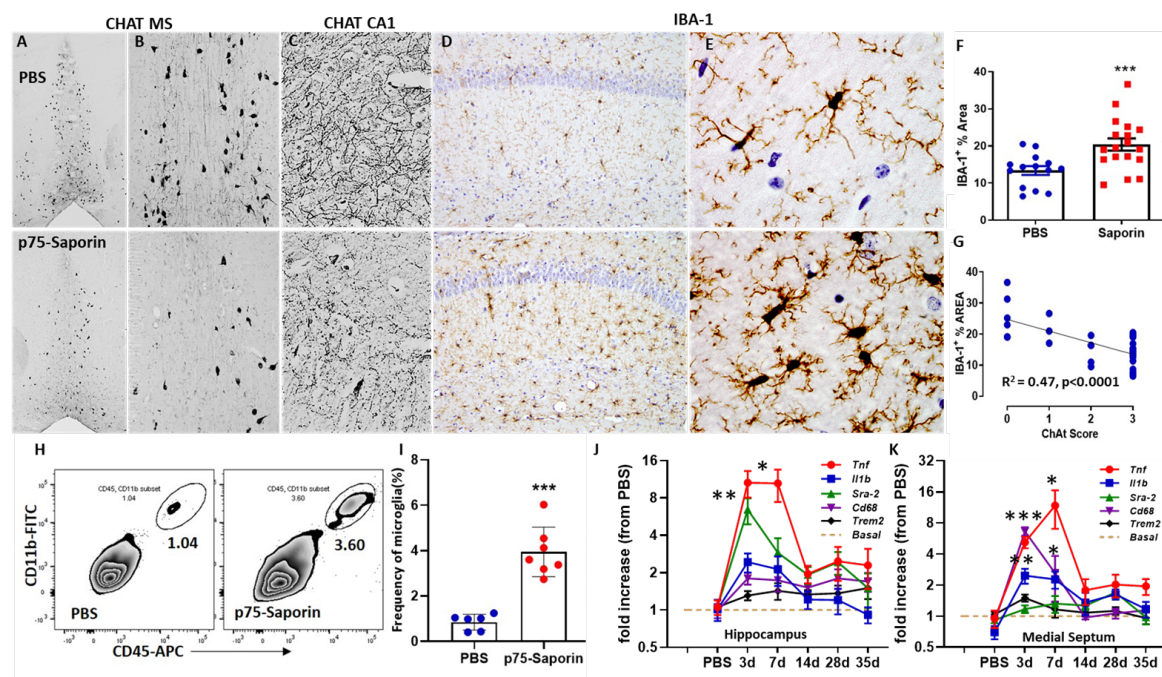 CHAT MS
CHAT CA1
IBA-1
A
B
C
D
E
F
PBS
p75-Saporin
***
IBA-1+ % Area
40
30
20
10
0
PBS
Saporin
G
IBA-1+ % AREA
40
30
20
10
0
R2 = 0.47, p<0.0001
0
1
2
3
ChAt Score
H
CD11b-FITC
CD45, CD11b subset
1.04
1.04
PBS
CD45, CD11b subset
3.60
3.60
p75-Saporin
CD45-APC
I
Frequency of microglia(%)
8
6
4
2
0
***
PBS
p75-Saporin
J
fold increase (from PBS)
16
8
4
2
1
0.5
**
*
Tnf
Il1b
Sra-2
Cd68
Trem2
Basal
Hippocampus
PBS
3d
7d
14d
28d
35d
K
fold increase (from PBS)
32
16
8
4
2
1
0.5
*
***
**
*
Tnf
Il1b
Sra-2
Cd68
Trem2
Basal
Medial Septum
PBS
3d
7d
14d
28d
35d